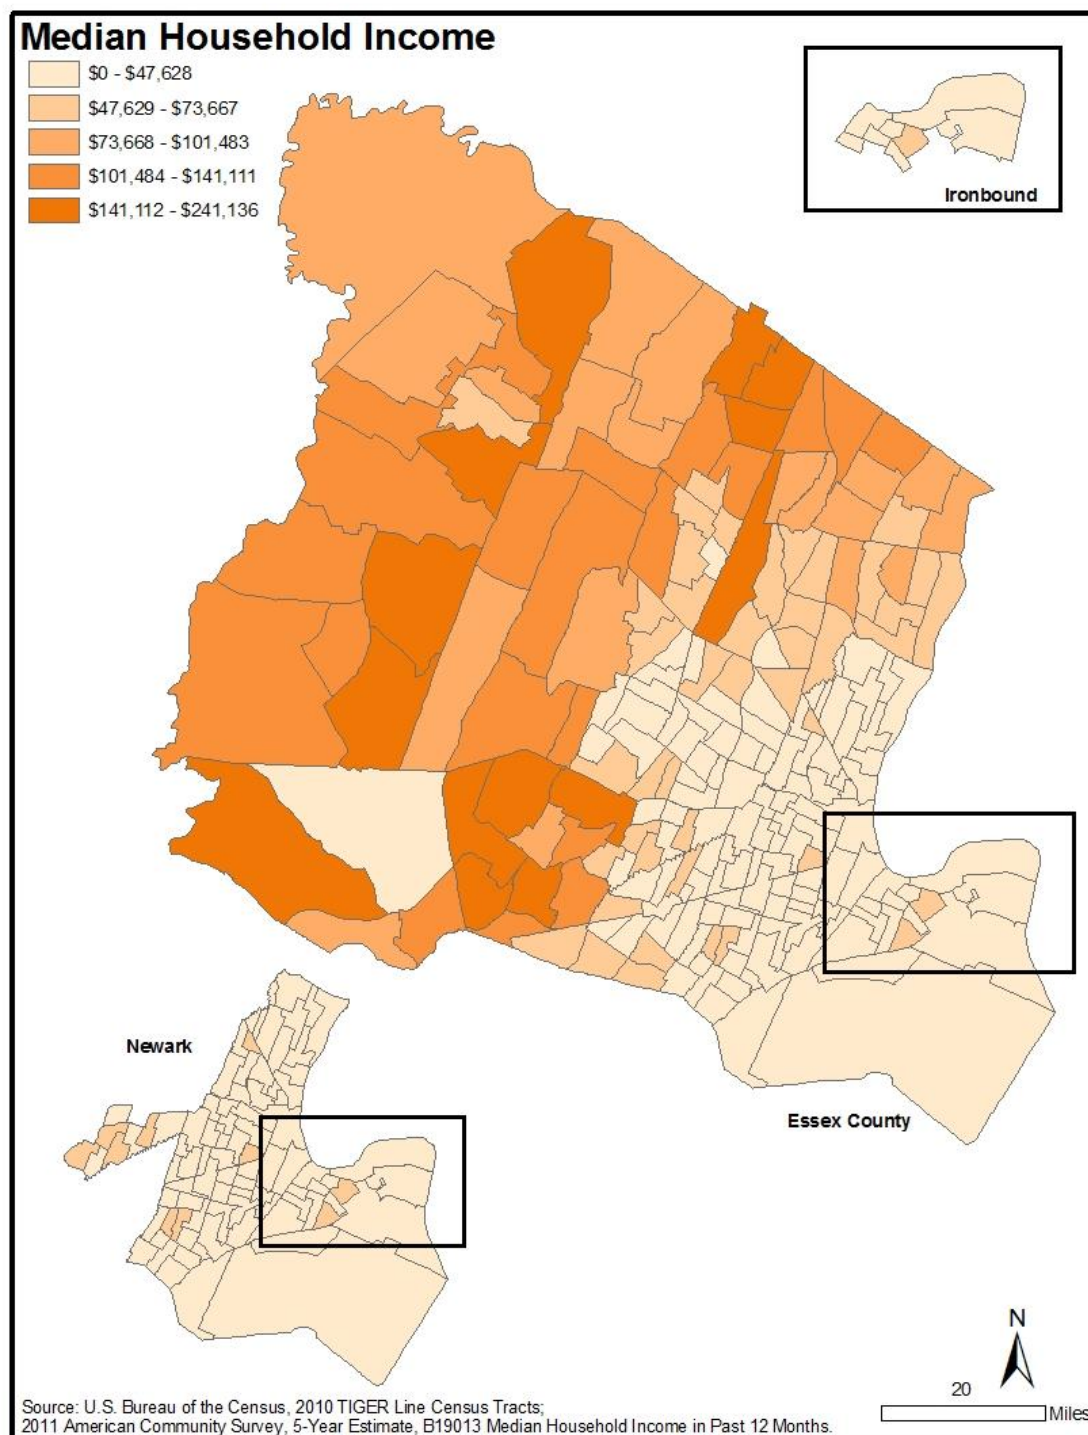 Median Household Income
$0 - $47,628
$47,629 - $73,667
$73,668 - $101,483
$101,484 - $141,111
$141,112 - $241,136
Ironbound
Newark
Essex County
N
20
Miles
Source: U.S. Bureau of the Census, 2010 TIGER Line Census Tracts;
2011 American Community Survey, 5-Year Estimate, B19013 Median Household Income in Past 12 Months.